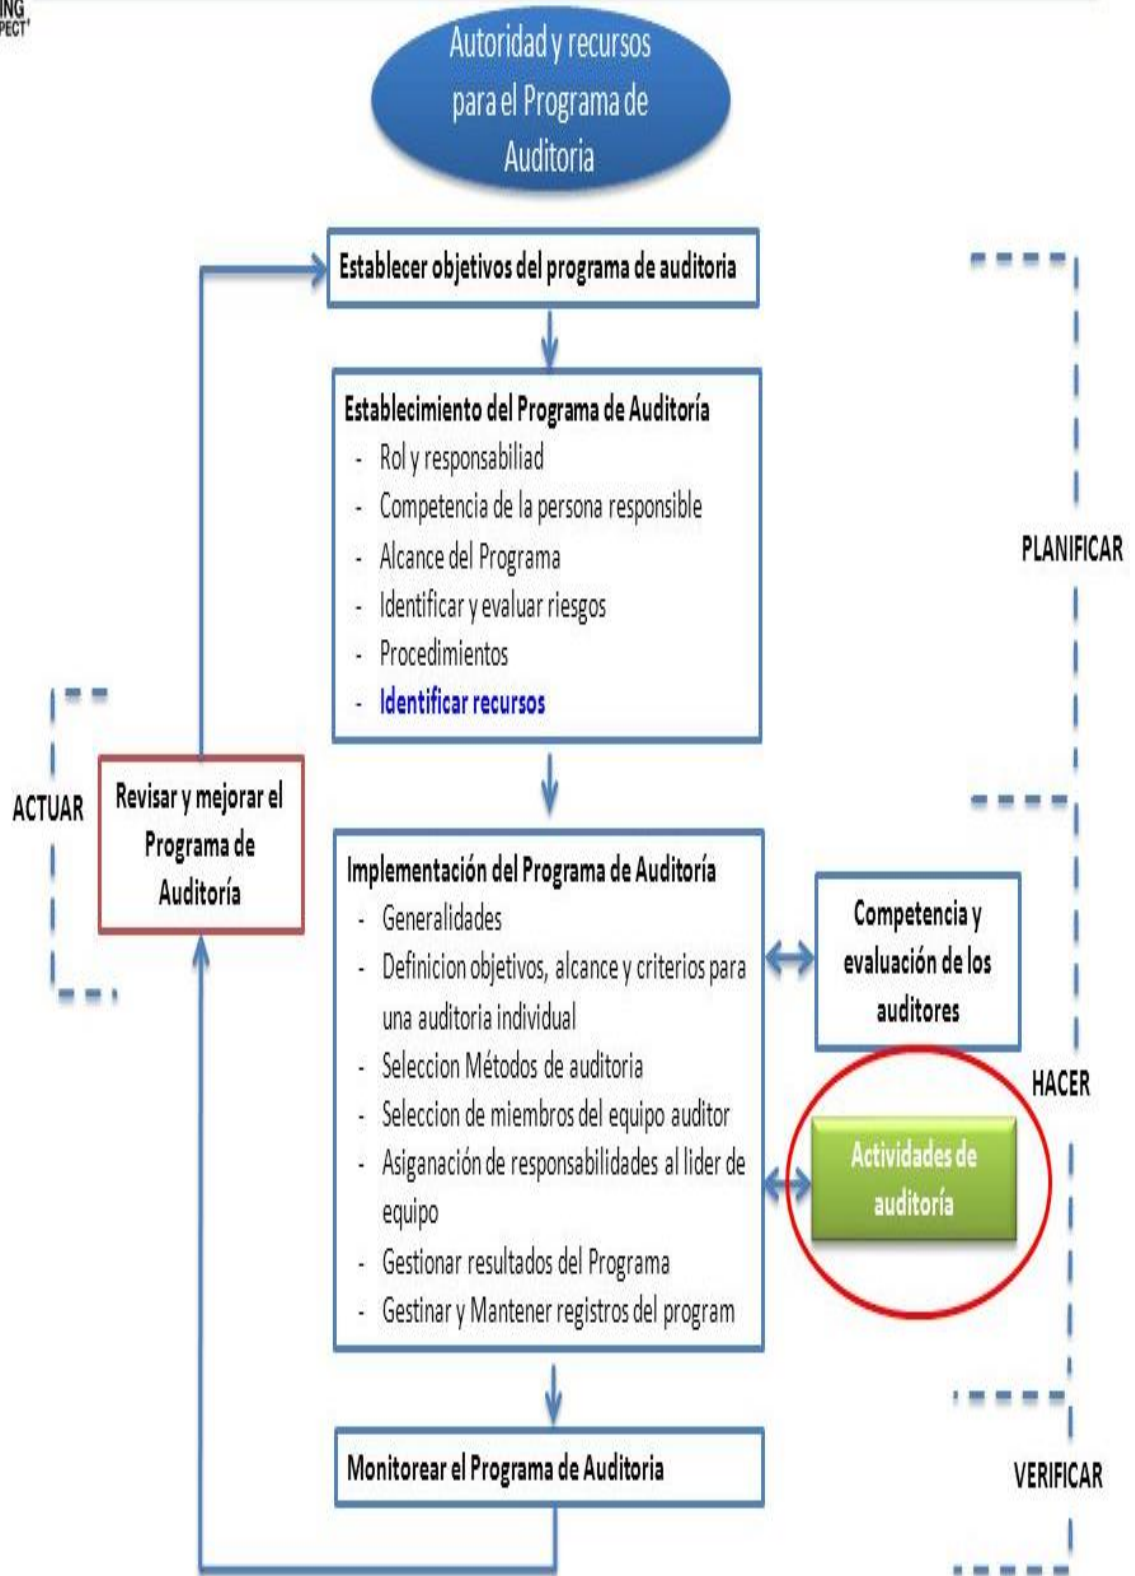 ING
PECT'
Autoridad y recursos
para el Programa de
Auditoria
Establecer objetivos del programa de auditoria
Establecimiento del Programa de Auditoría
- Rol y responsabiliad
- Competencia de la persona responsible
- Alcance del Programa
- Identificar y evaluar riesgos
- Procedimientos
- Identificar recursos
PLANIFICAR
ACTUAR
Revisar y mejorar el
Programa de
Auditoría
Implementación del Programa de Auditoría
- Generalidades
- Definicion objetivos, alcance y criterios para
una auditoria individual
- Seleccion Métodos de auditoria
- Seleccion de miembros del equipo auditor
- Asiganación de responsabilidades al lider de
equipo
- Gestionar resultados del Programa
- Gestinar y Mantener registros del program
Competencia y
evaluación de los
auditores
HACER
Actividades de
auditoría
Monitorear el Programa de Auditoria
VERIFICAR